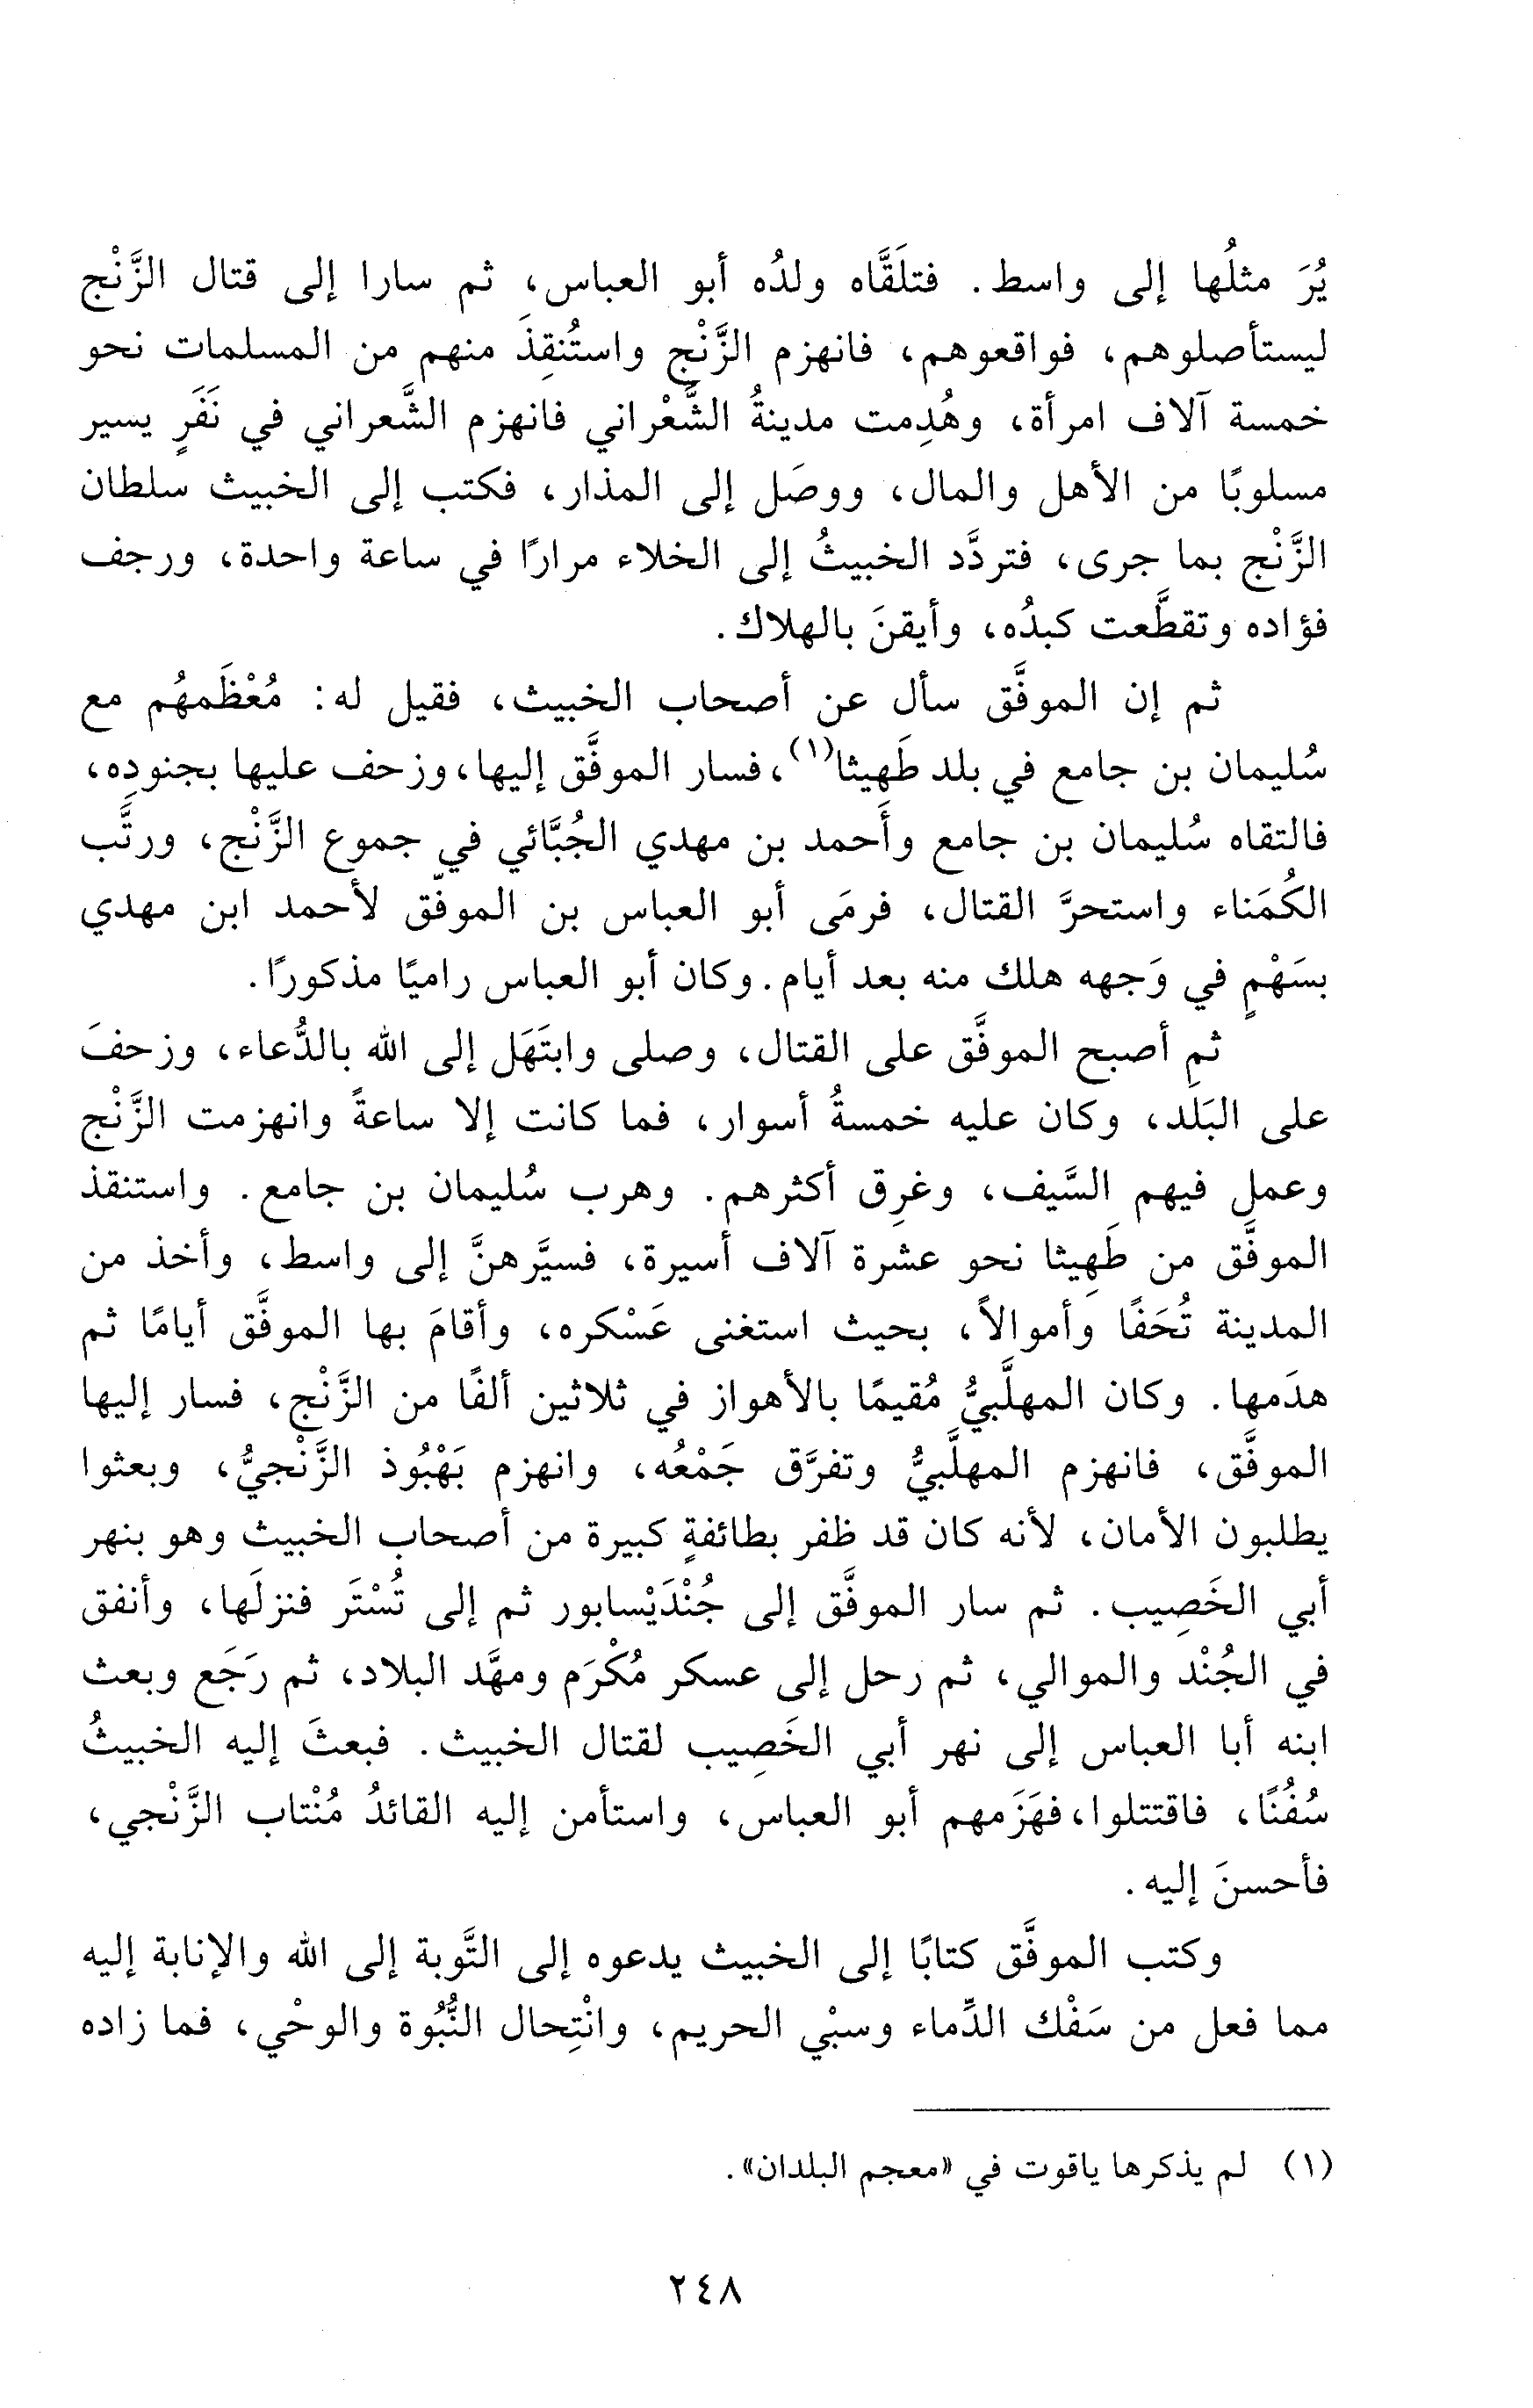 يُرَ مثلُها إلى واسط. فتلَقَّاه ولدُه أبو العباس، ثم سارا إلى قتال الزَّنْج
ليستأصلوهم، فواقعوهم، فانهزم الزَّنْج واستُنقِذَ منهم من المسلمات نحو
خمسة آلاف امرأة، وهُدِمت مدينةُ الشَّعْراني فانهزم الشَّعراني في نَفَرٍ يسير
مسلوبًا من الأهل والمال، ووصَل إلى المذار، فكتب إلى الخبيث سلطان
الزَّنْج بما جرى، فتردَّد الخبيثُ إلى الخلاء مرارًا في ساعة واحدة، ورجف
فؤاده وتقطَّعت كبدُه، وأيقنَ بالهلاك.
ثم إن الموفَّق سأل عن أصحاب الخبيث، فقيل له: مُعْظَمهُم مع
سُليمان بن جامع في بلد طَهِيثا(١)، فسار الموفَّق إليها، وزحف عليها بجنودِه،
فالتقاه سُليمان بن جامع وأَحمد بن مهدي الجُبَّائي في جموع الزَّنْج، ورتَّب
الكُمَناء واستحرَّ القتال، فرمَى أبو العباس بن الموفّق لأحمد ابن مهدي
بسَهْمٍ في وَجهه هلك منه بعد أيام. وكان أبو العباس راميًا مذكورًا.
ثم أصبح الموفَّق على القتال، وصلى وابتَهَل إلى الله بالدُّعاء، وزحفَ
على البَلَد، وكان عليه خمسةُ أسوار، فما كانت إلا ساعةً وانهزمت الزَّنْج
وعمل فيهم السَّيف، وغرِق أكثرهم. وهرب سُليمان بن جامع. واستنقذ
الموفَّق من طَهِيثا نحو عشرة آلاف أسيرة، فسيَّرهنَّ إلى واسط، وأخذ من
المدينة تُحَفًا وأموالاً، بحيث استغنى عَسْكره، وأقامَ بها الموفَّق أيامًا ثم
هدَمها. وكان المهلَّبيُّ مُقيمًا بالأهواز في ثلاثين ألفًا من الزَّنْج، فسار إليها
الموفَّق، فانهزم المهلَّبيُّ وتفرَّق جَمْعُه، وانهزم بَهْبُوذ الزَّنْجيُّ، وبعثوا
يطلبون الأمان، لأنه كان قد ظفر بطائفةٍ كبيرة من أصحاب الخبيث وهو بنهر
أبي الخَصِيب. ثم سار الموفَّق إلى جُنْدَيْسابور ثم إلى تُسْتَر فنزلَها، وأنفق
في الجُنْد والموالي، ثم رحل إلى عسكر مُكْرَم ومهَّد البلاد، ثم رَجَع وبعث
ابنه أبا العباس إلى نهر أبي الخَصِيب لقتال الخبيث. فبعثَ إليه الخبيثُ
سُفُنًا، فاقتتلوا، فهَزَمهم أبو العباس، واستأمن إليه القائدُ مُنْتاب الزَّنْجي،
فأحسنَ إليه.
وكتب الموفَّق كتابًا إلى الخبيث يدعوه إلى التَّوبة إلى الله والإنابة إليه
مما فعل من سَفْك الدِّماء وسبْي الحريم، وانْتِحال النُّبُوة والوحْي، فما زاده
(١) لم يذكرها ياقوت في «معجم البلدان».
٢٤٨